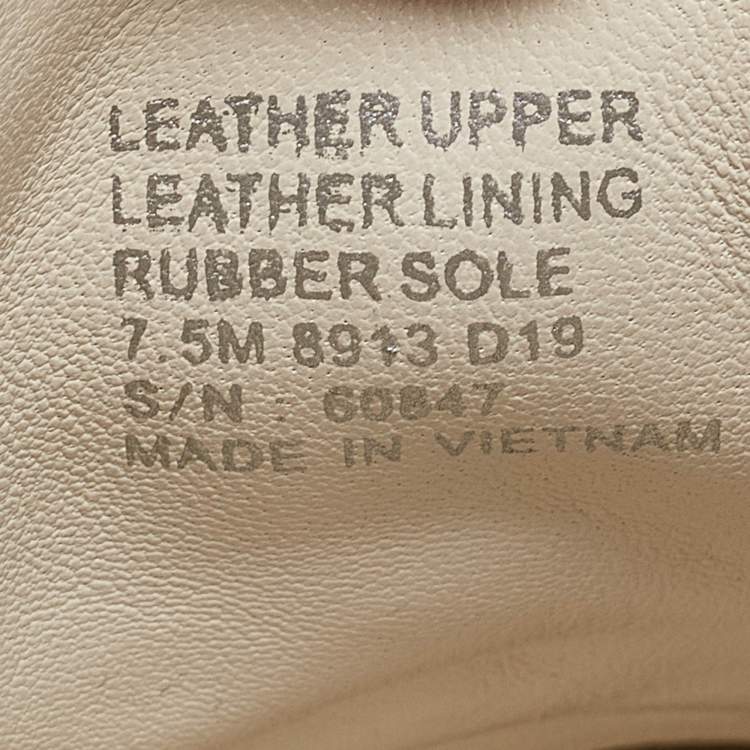 LEATHER UPPER
LEATHER LINING
RUBBER SOLE
7.5M 8913 D19
S/N : 60847
MADE IN VIETNAM